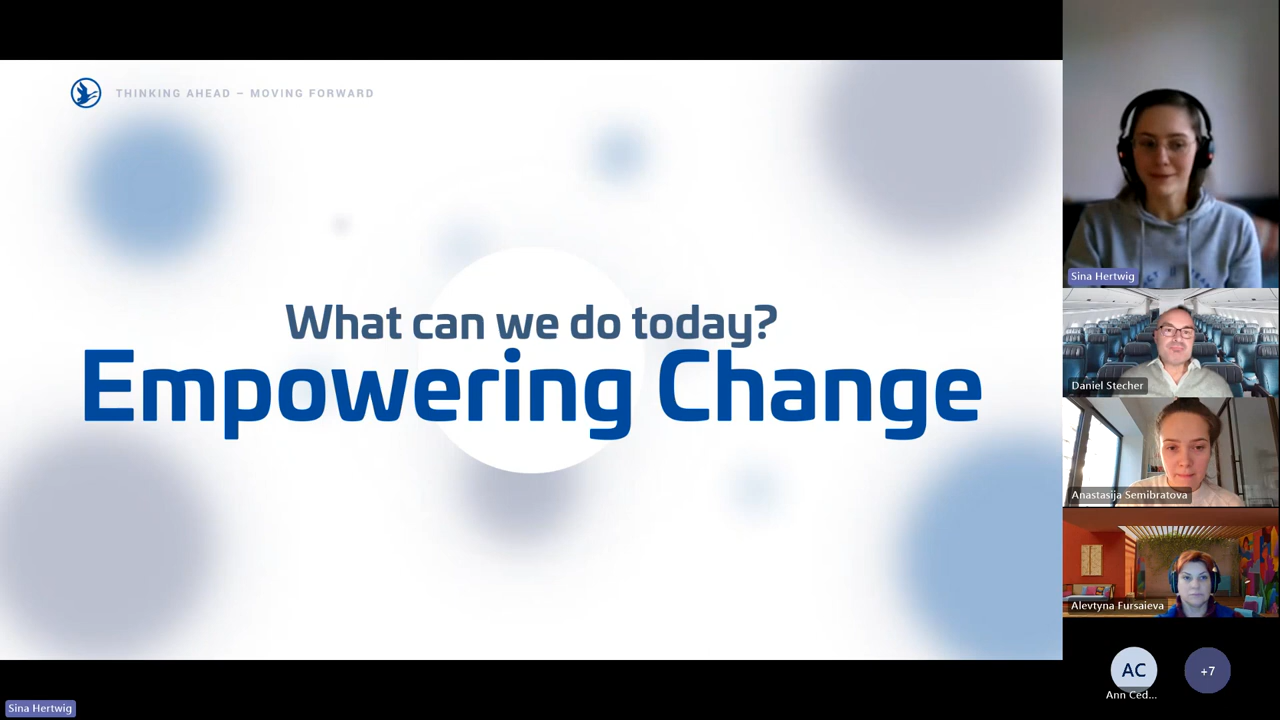 THINKING AHEAD – MOVING FORWARD
What can we do today?
Empowering Change
Sina Hertwig
Daniel Stecher
Anastasija Semibratova
Alevtyna Fursaieva
AC
+7
Ann Ced...
Sina Hertwig